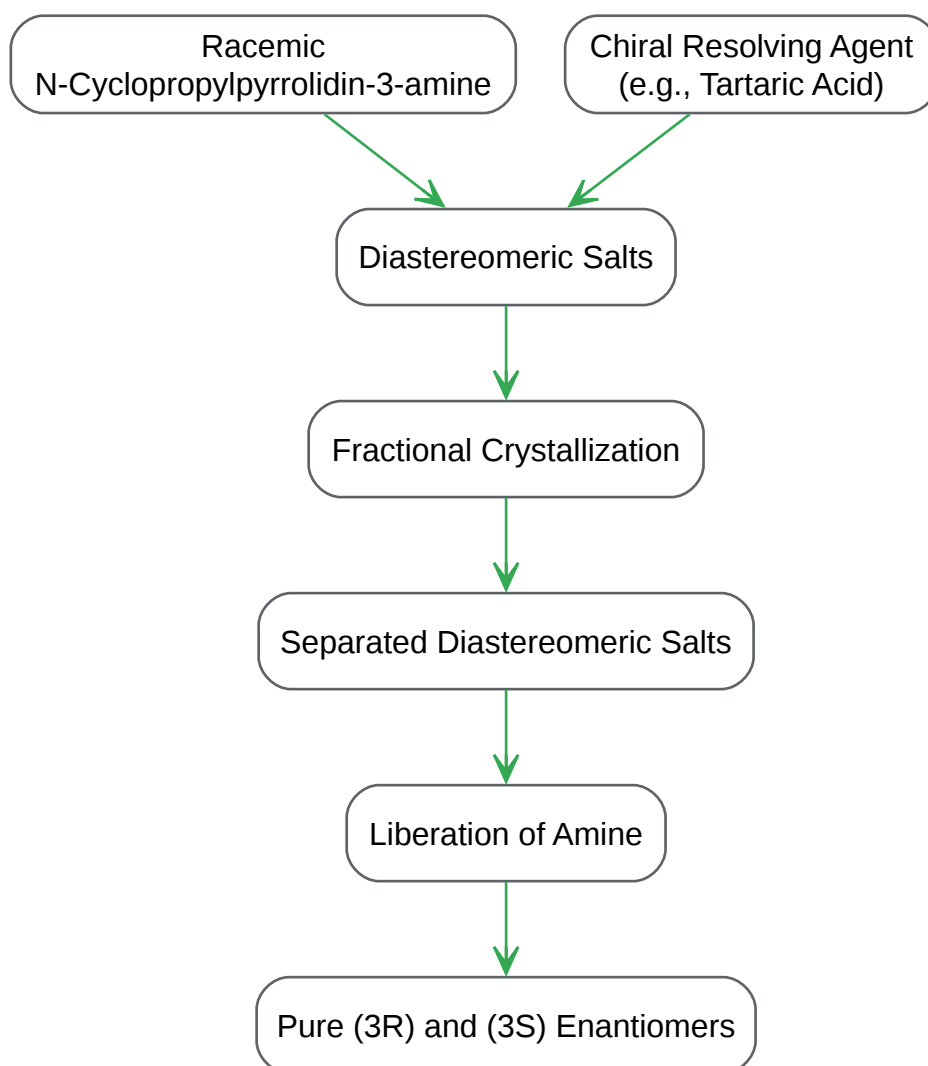 Racemic
N-Cyclopropylpyrrolidin-3-amine
Chiral Resolving Agent
(e.g., Tartaric Acid)
Diastereomeric Salts
Fractional Crystallization
Separated Diastereomeric Salts
Liberation of Amine
Pure (3R) and (3S) Enantiomers